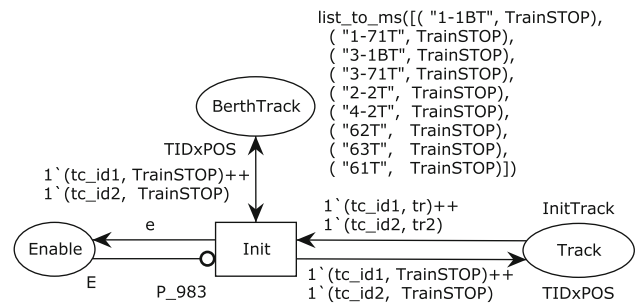 list_to_ms([( "1-1BT", TrainSTOP),
( "1-71T", TrainSTOP),
( "3-1BT", TrainSTOP),
( "3-71T", TrainSTOP),
( "2-2T", TrainSTOP),
( "4-2T", TrainSTOP),
( "62T", TrainSTOP),
( "63T", TrainSTOP),
( "61T", TrainSTOP)])
BerthTrack
TIDxPOS
1`(tc_id1, TrainSTOP)++
1`(tc_id2, TrainSTOP)
1`(tc_id1, tr)++
1`(tc_id2, tr2)
InitTrack
e
Enable
Init
Track
E
P_983
1`(tc_id1, TrainSTOP)++
1`(tc_id2, TrainSTOP)
TIDxPOS